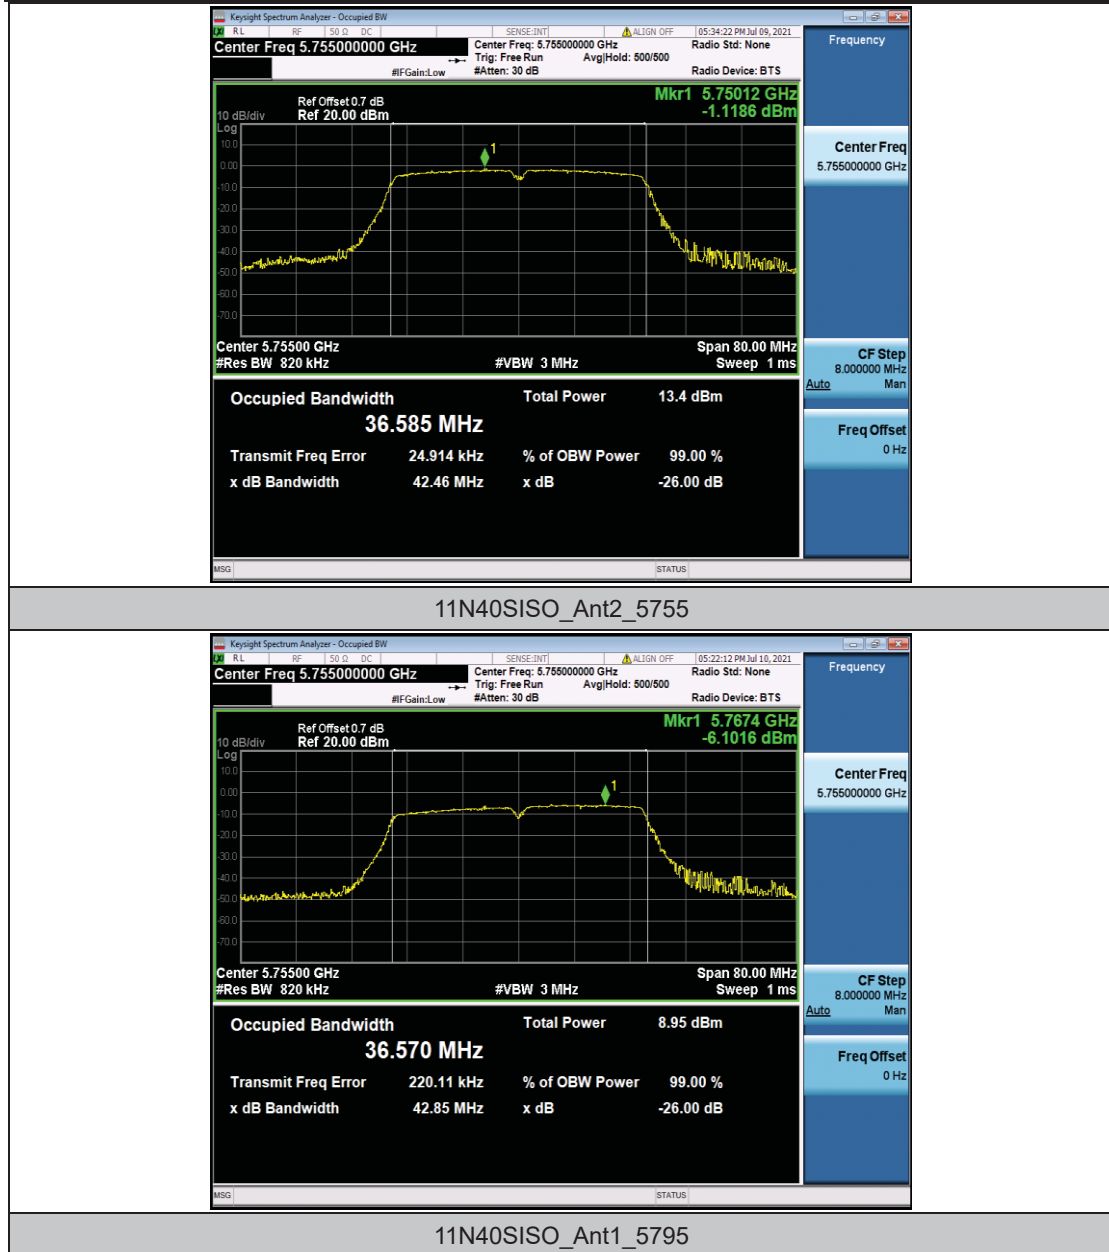 Keysight Spectrum Analyzer - Occupied BW
RL RF 50 Ω DC SENSE:INT ALIGN OFF 05:34:22 PM Jul 09, 2021
Center Freq 5.755000000 GHz
Center Freq: 5.755000000 GHz Radio Std: None
Trig: Free Run Avg|Hold: 500/500
#IFGain:Low #Atten: 30 dB Radio Device: BTS
Frequency
Mkr1 5.75012 GHz
-1.1186 dBm
Ref Offset 0.7 dB
10 dB/div Ref 20.00 dBm
Log
1
10.0
0.00
-10.0
-20.0
-30.0
-40.0
-50.0
-60.0
-70.0
Center 5.75500 GHz Span 80.00 MHz
#Res BW 820 kHz #VBW 3 MHz Sweep 1 ms
Center Freq
5.755000000 GHz
CF Step
8.000000 MHz
Auto Man
Freq Offset
0 Hz
Occupied Bandwidth Total Power 13.4 dBm
36.585 MHz
Transmit Freq Error 24.914 kHz % of OBW Power 99.00 %
x dB Bandwidth 42.46 MHz x dB -26.00 dB
MSG STATUS
11N40SISO_Ant2_5755
Keysight Spectrum Analyzer - Occupied BW
RL RF 50 Ω DC SENSE:INT ALIGN OFF 05:22:12 PM Jul 10, 2021
Center Freq 5.755000000 GHz
Center Freq: 5.755000000 GHz Radio Std: None
Trig: Free Run Avg|Hold: 500/500
#IFGain:Low #Atten: 30 dB Radio Device: BTS
Frequency
Mkr1 5.7674 GHz
-6.1016 dBm
Ref Offset 0.7 dB
10 dB/div Ref 20.00 dBm
Log
1
10.0
0.00
-10.0
-20.0
-30.0
-40.0
-50.0
-60.0
-70.0
Center 5.75500 GHz Span 80.00 MHz
#Res BW 820 kHz #VBW 3 MHz Sweep 1 ms
Center Freq
5.755000000 GHz
CF Step
8.000000 MHz
Auto Man
Freq Offset
0 Hz
Occupied Bandwidth Total Power 8.95 dBm
36.570 MHz
Transmit Freq Error 220.11 kHz % of OBW Power 99.00 %
x dB Bandwidth 42.85 MHz x dB -26.00 dB
MSG STATUS
11N40SISO_Ant1_5795